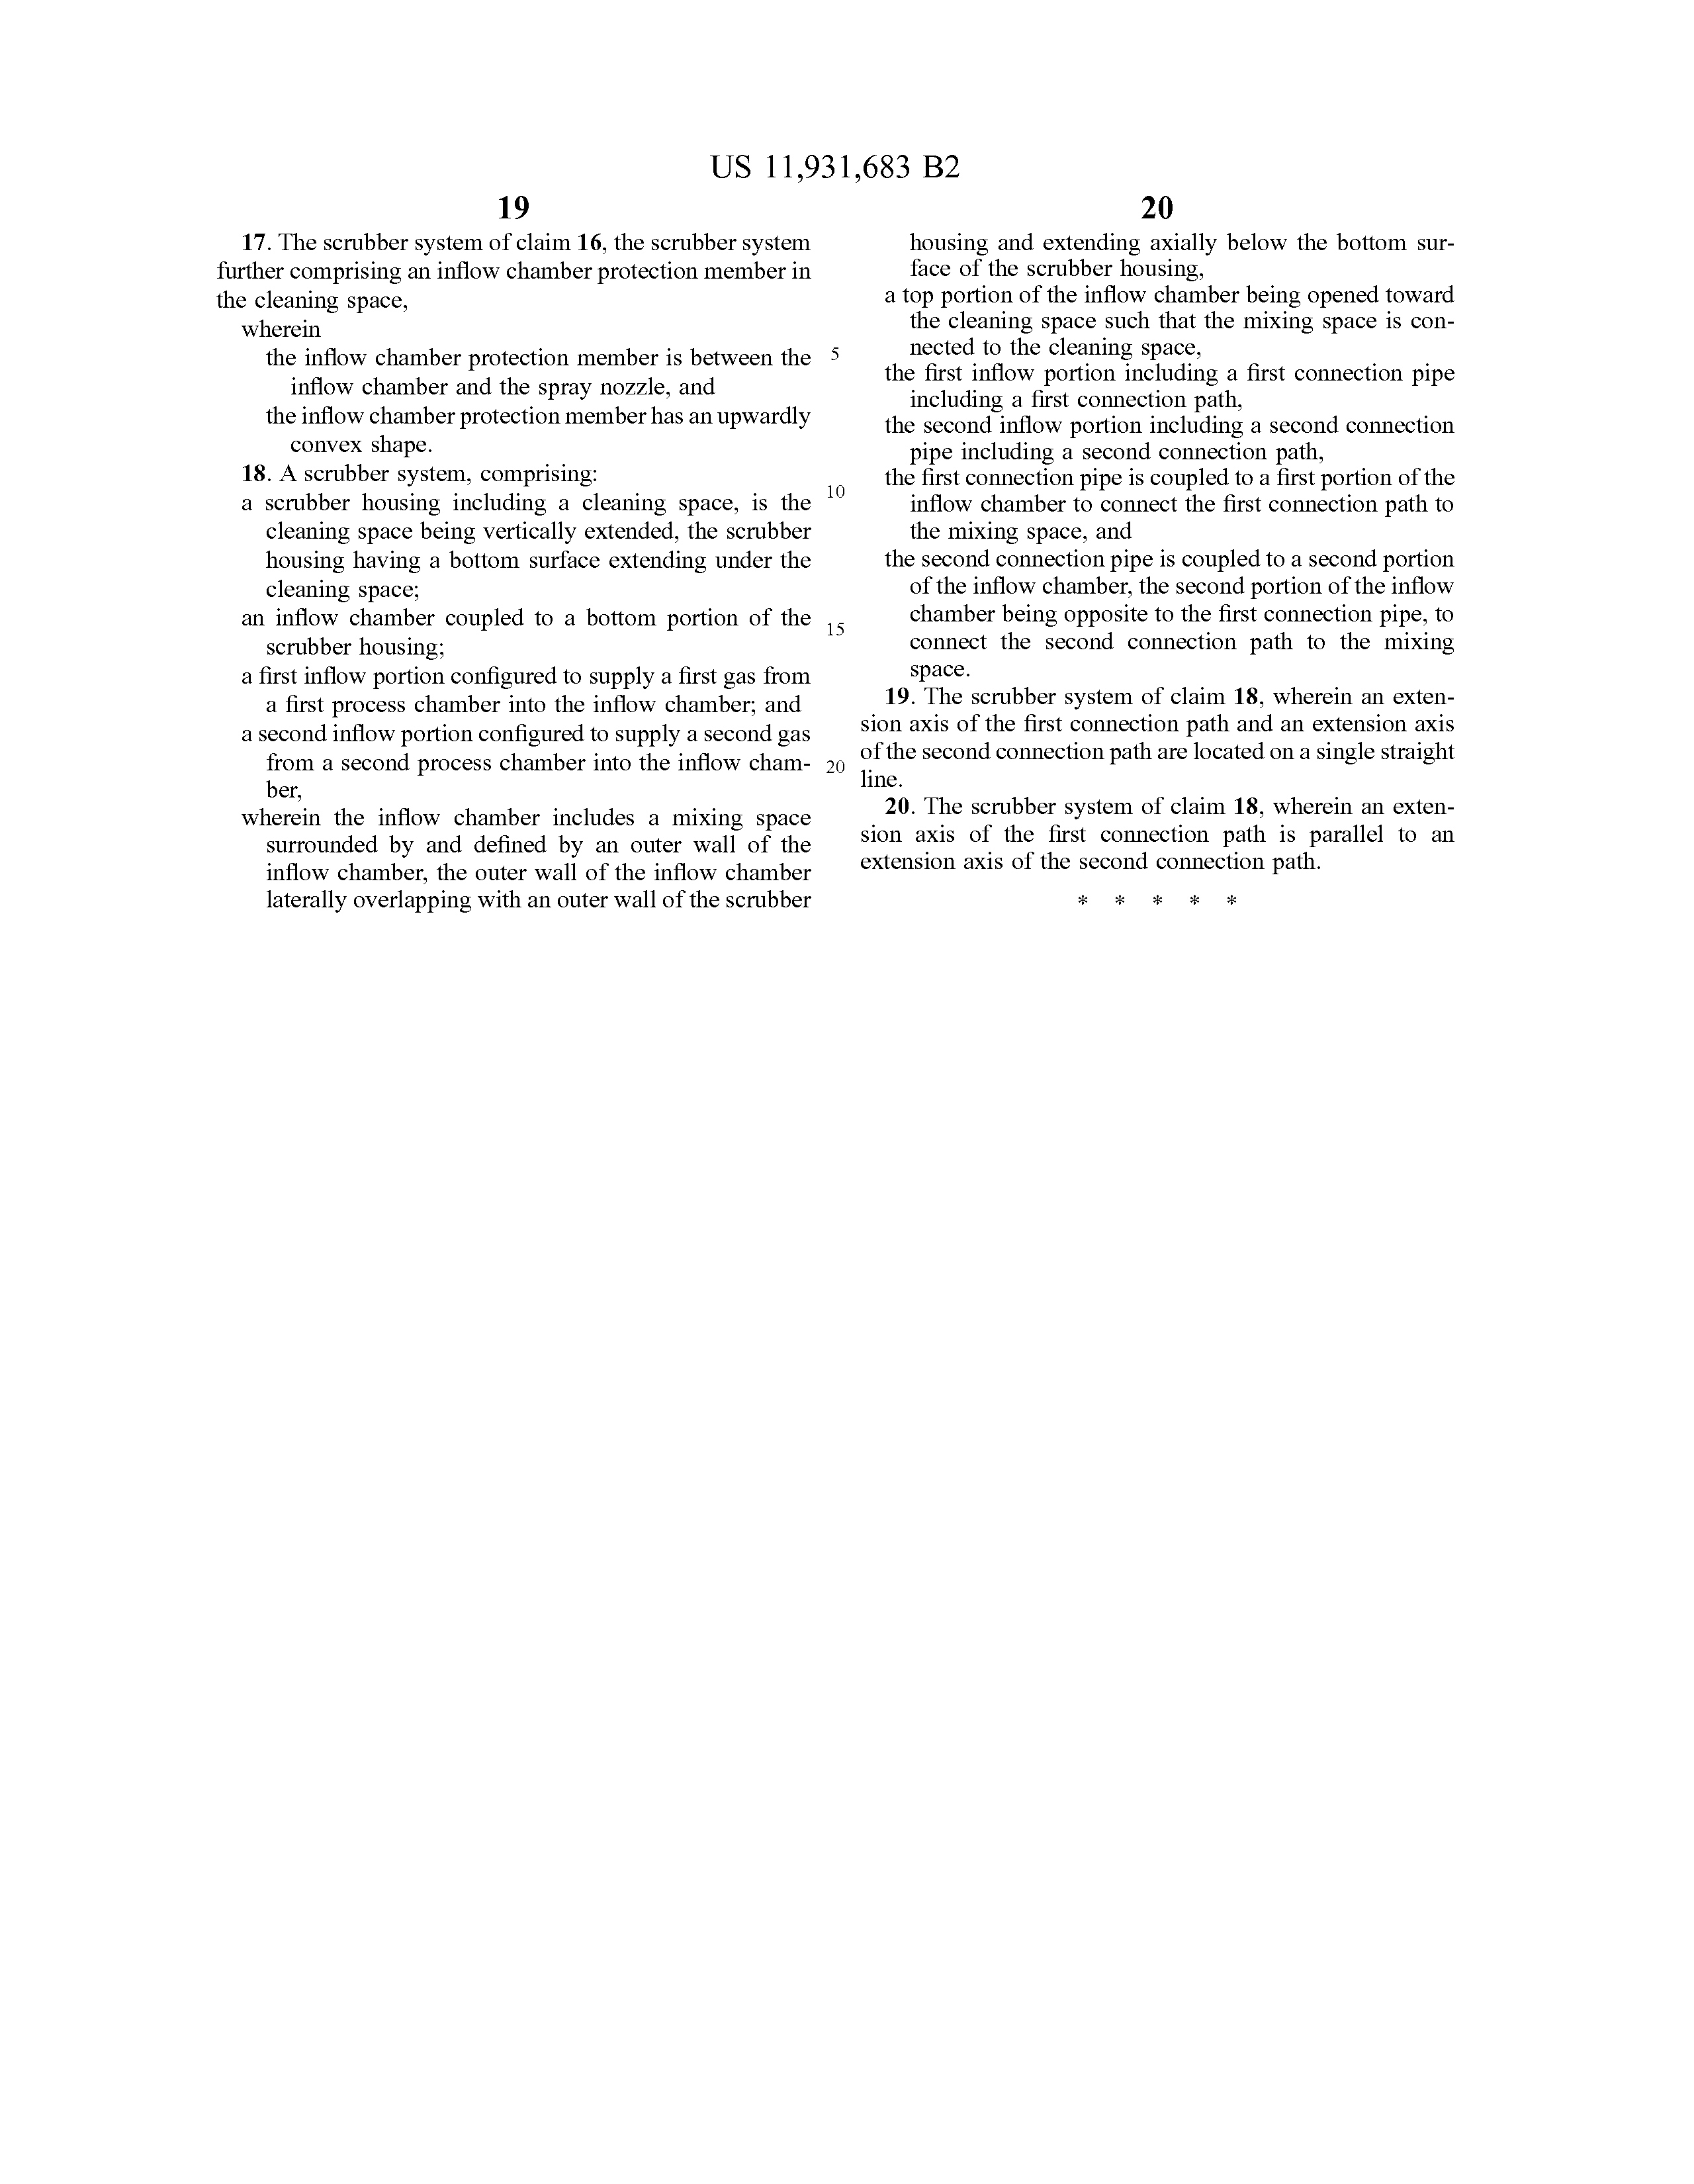 US 11,931,683 B2
19
17. The scrubber system of claim 16, the scrubber system
further comprising an inflow chamber protection member in
the cleaning space,
wherein
the inflow chamber protection member is between the
inflow chamber and the spray nozzle, and
the inflow chamber protection member has an upwardly
convex shape.
18. A scrubber system, comprising:
a scrubber housing including a cleaning space, is the
cleaning space being vertically extended, the scrubber
housing having a bottom surface extending under the
cleaning space;
an inflow chamber coupled to a bottom portion of the
scrubber housing;
a first inflow portion configured to supply a first gas from
a first process chamber into the inflow chamber; and
a second inflow portion configured to supply a second gas
from a second process chamber into the inflow cham-
ber,
wherein the inflow chamber includes a mixing space
surrounded by and defined by an outer wall of the
inflow chamber, the outer wall of the inflow chamber
laterally overlapping with an outer wall of the scrubber
5
10
15
20
20
housing and extending axially below the bottom sur-
face of the scrubber housing,
a top portion of the inflow chamber being opened toward
the cleaning space such that the mixing space is con-
nected to the cleaning space,
the first inflow portion including a first connection pipe
including a first connection path,
the second inflow portion including a second connection
pipe including a second connection path,
the first connection pipe is coupled to a first portion of the
inflow chamber to connect the first connection path to
the mixing space, and
the second connection pipe is coupled to a second portion
of the inflow chamber, the second portion of the inflow
chamber being opposite to the first connection pipe, to
connect the second connection path to the mixing
space.
19. The scrubber system of claim 18, wherein an exten-
sion axis of the first connection path and an extension axis
of the second connection path are located on a single straight
line.
20. The scrubber system of claim 18, wherein an exten-
sion axis of the first connection path is parallel to an
extension axis of the second connection path.
* * * * *